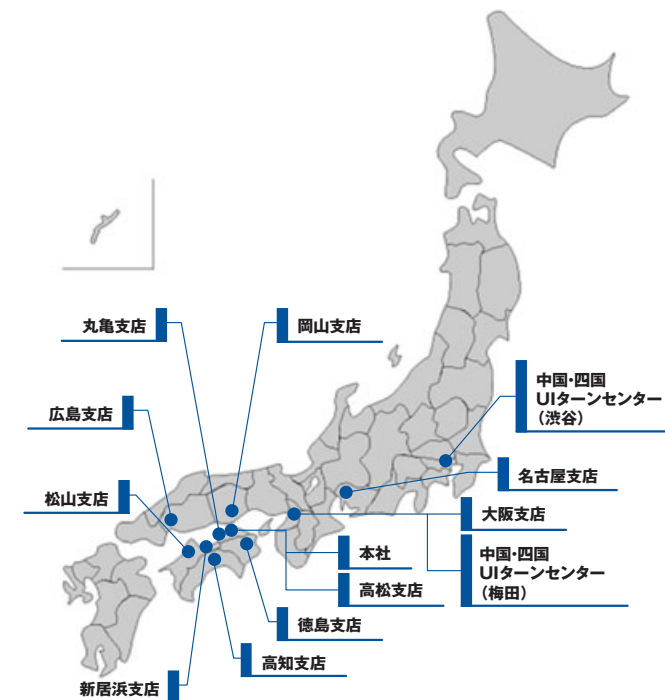 丸亀支店
岡山支店
中国・四国
UIターンセンター
（渋谷）
広島支店
名古屋支店
松山支店
大阪支店
本社
中国・四国
UIターンセンター
（梅田）
高松支店
徳島支店
高知支店
新居浜支店